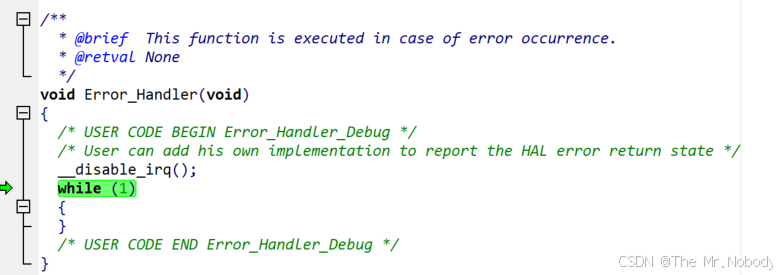 /**
* @brief This function is executed in case of error occurrence.
* @retval None
*/
void Error_Handler(void)
{
/* USER CODE BEGIN Error_Handler_Debug */
/* User can add his own implementation to report the HAL error return state */
__disable_irq();
while (1)
{
}
/* USER CODE END Error_Handler_Debug */
}
CSDN @The Mr.Nobody